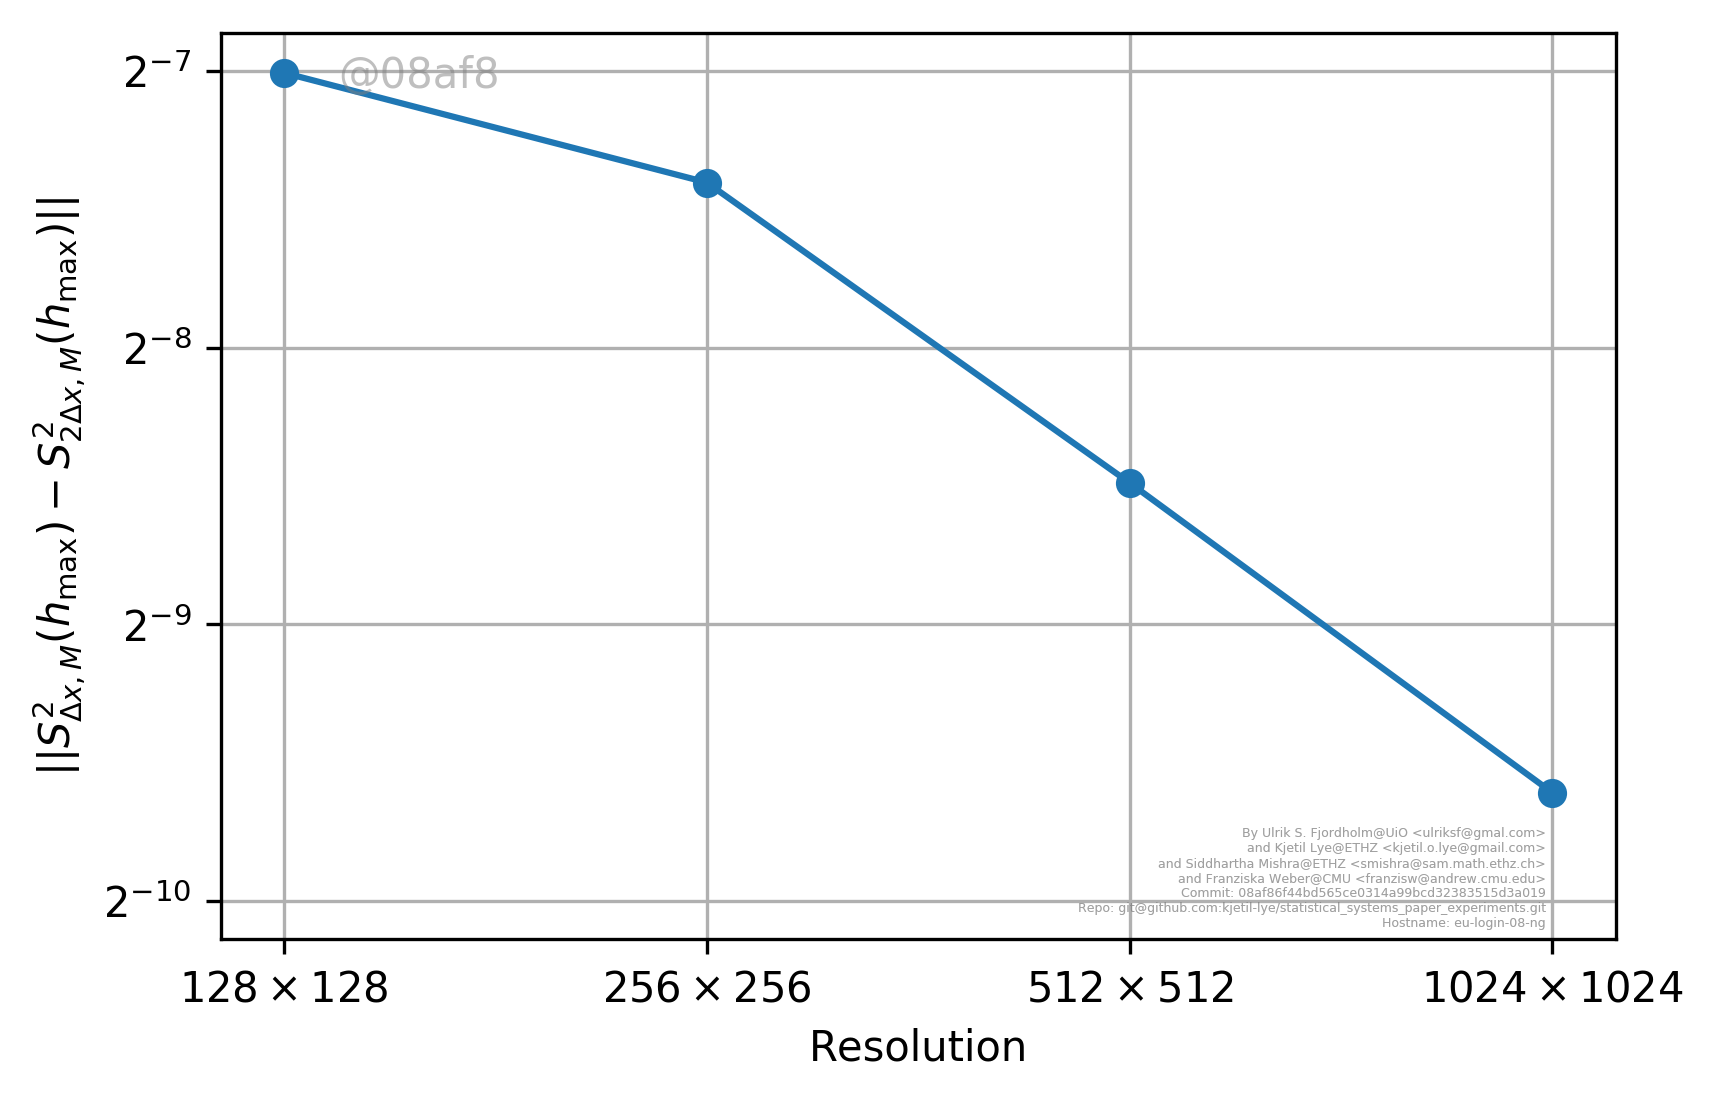 2⁻⁷
@08af8
2⁻⁸
2⁻⁹
2⁻¹⁰
||S²_{Δx, M}(h_max) − S²_{2Δx, M}(h_max)||
By Ulrik S. Fjordholm@UiO <ulriksf@gmal.com>
and Kjetil Lye@ETHZ <kjetil.o.lye@gmail.com>
and Siddhartha Mishra@ETHZ <smishra@sam.math.ethz.ch>
and Franziska Weber@CMU <franzisw@andrew.cmu.edu>
Commit: 08af86f44bd565ce0314a99bcd32383515d3a019
Repo: git@github.com:kjetil-lye/statistical_systems_paper_experiments.git
Hostname: eu-login-08-ng
128 × 128 256 × 256 512 × 512 1024 × 1024
Resolution